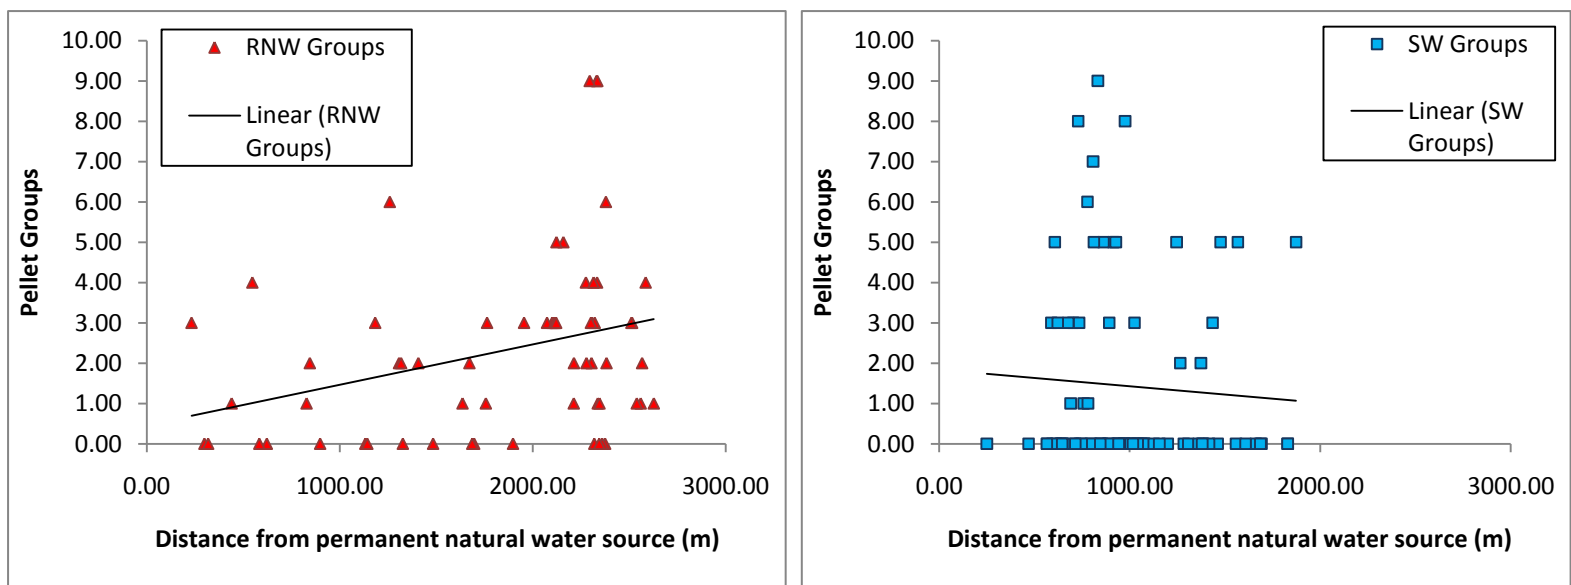 10.00
9.00
8.00
7.00
6.00
5.00
4.00
3.00
2.00
1.00
0.00
Pellet Groups
RNW Groups
Linear (RNW
Groups)
0.00 1000.00 2000.00 3000.00
Distance from permanent natural water source (m)
10.00
9.00
8.00
7.00
6.00
5.00
4.00
3.00
2.00
1.00
0.00
Pellet Groups
SW Groups
Linear (SW
Groups)
0.00 1000.00 2000.00 3000.00
Distance from permanent natural water source (m)